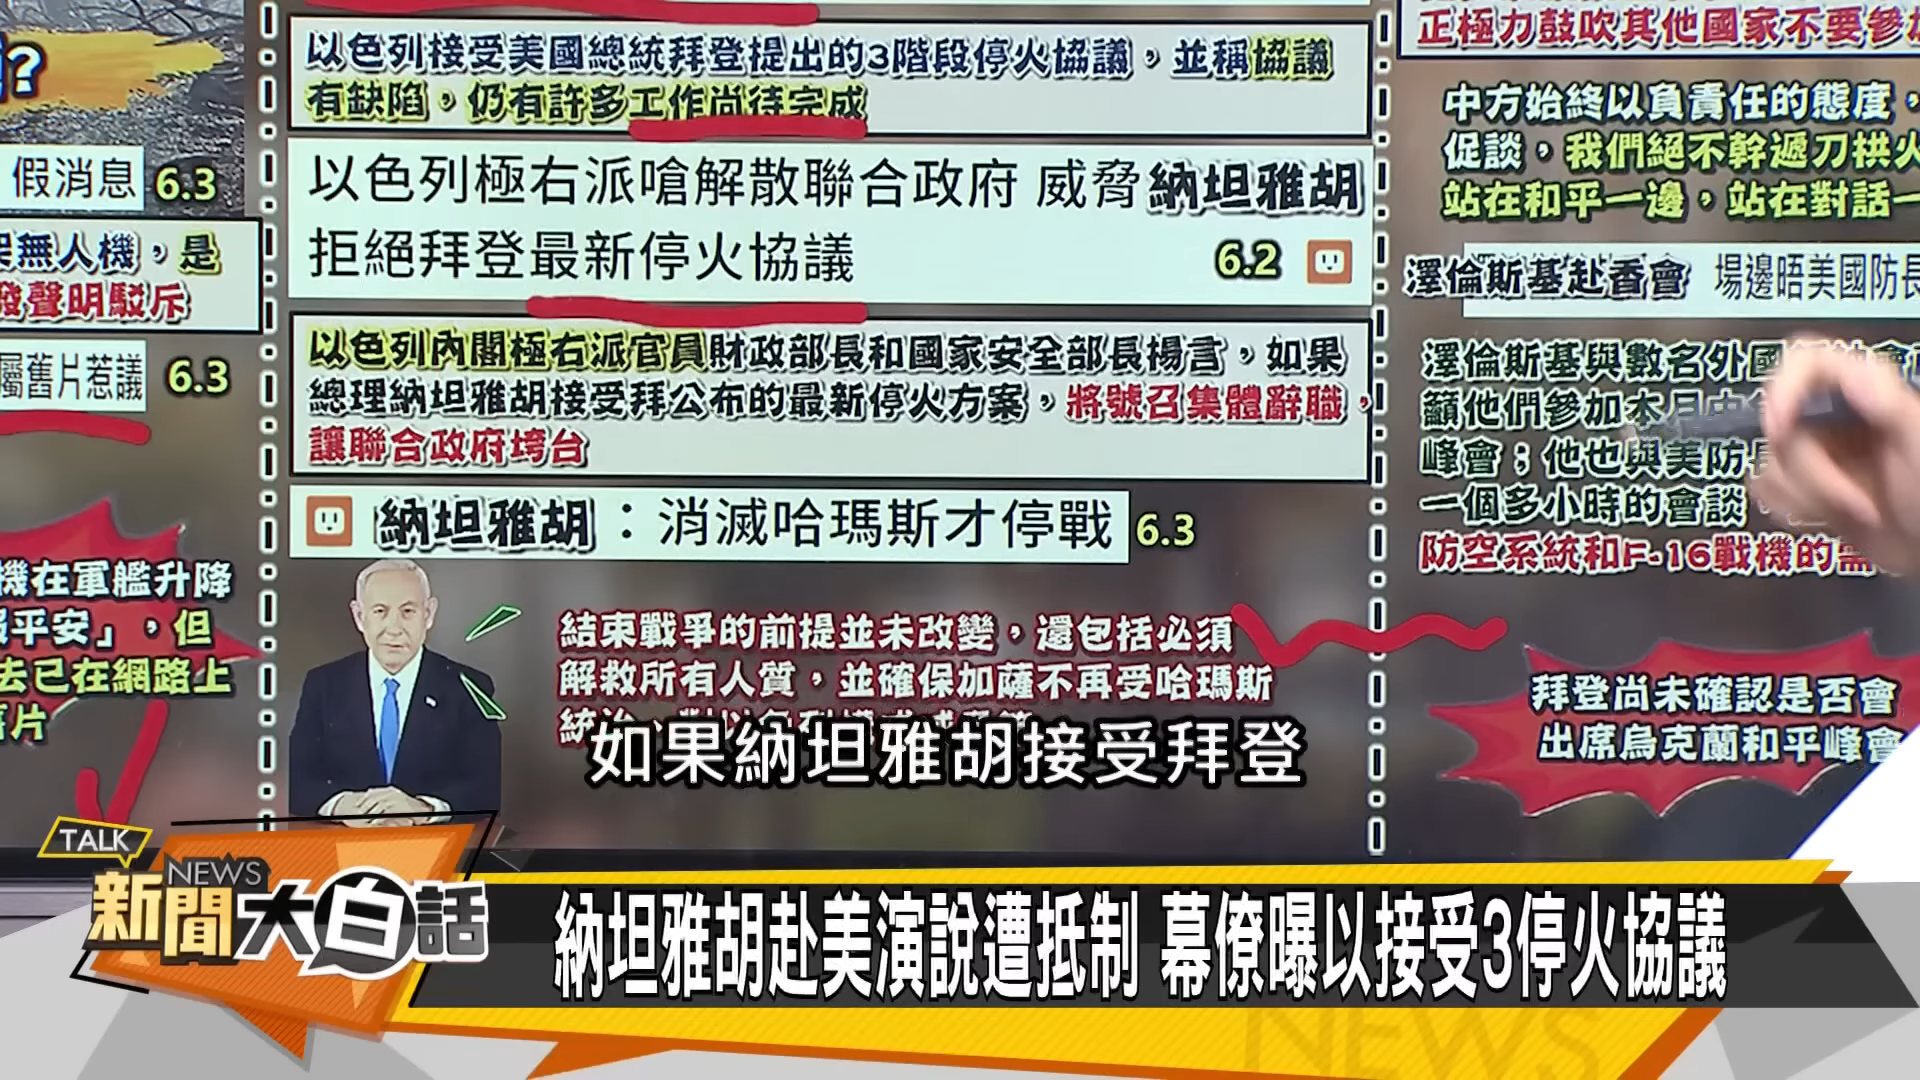 ?
假消息 6.3
架無人機，是
發聲明駁斥
屬舊片惹議 6.3
機在軍艦升降
平安」，但
去已在網路上
片
以色列接受美國總統拜登提出的3階段停火協議，並稱協議
有缺陷，仍有許多工作尚待完成
以色列極右派嗆解散聯合政府 威脅納坦雅胡
拒絕拜登最新停火協議 6.2
以色列內閣極右派官員財政部長和國家安全部長揚言，如果
總理納坦雅胡接受拜公布的最新停火方案，將號召集體辭職，
讓聯合政府垮台
納坦雅胡：消滅哈瑪斯才停戰 6.3
結束戰爭的前提並未改變，還包括必須
解救所有人質，並確保加薩不再受哈瑪斯
正極力鼓吹其他國家不要參加
中方始終以負責任的態度，
促談，我們絕不幹遞刀拱火
站在和平一邊，站在對話一
澤倫斯基赴香會 場邊晤美國防長
澤倫斯基與數名外國
籲他們參加本月中
峰會；他也與美防長
一個多小時的會談
防空系統和F-16戰機的需
拜登尚未確認是否會
出席烏克蘭和平峰會
如果納坦雅胡接受拜登
TALK
NEWS
新聞大白話
納坦雅胡赴美演說遭抵制 幕僚曝以接受3停火協議
NEWS